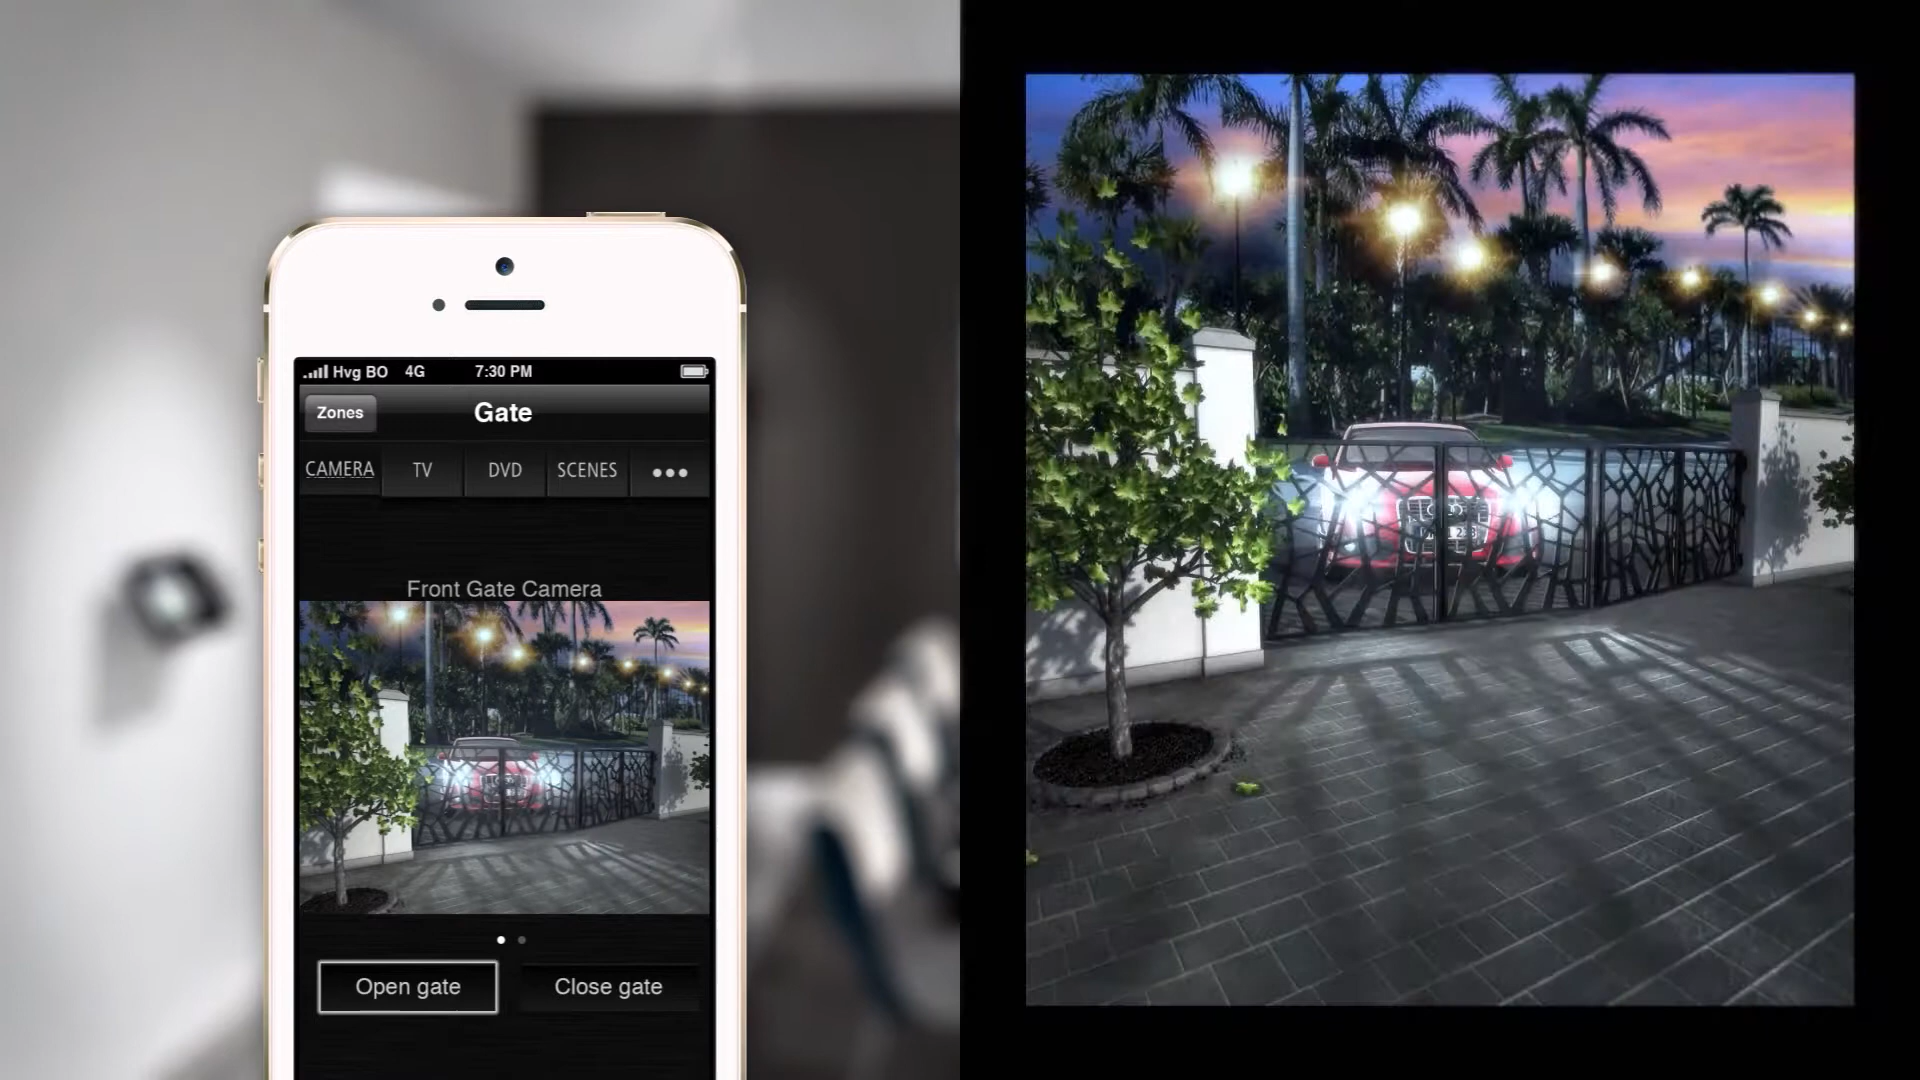 Hvg BO 4G 7:30 PM
Zones Gate
CAMERA TV DVD SCENES
Front Gate Camera
Open gate Close gate